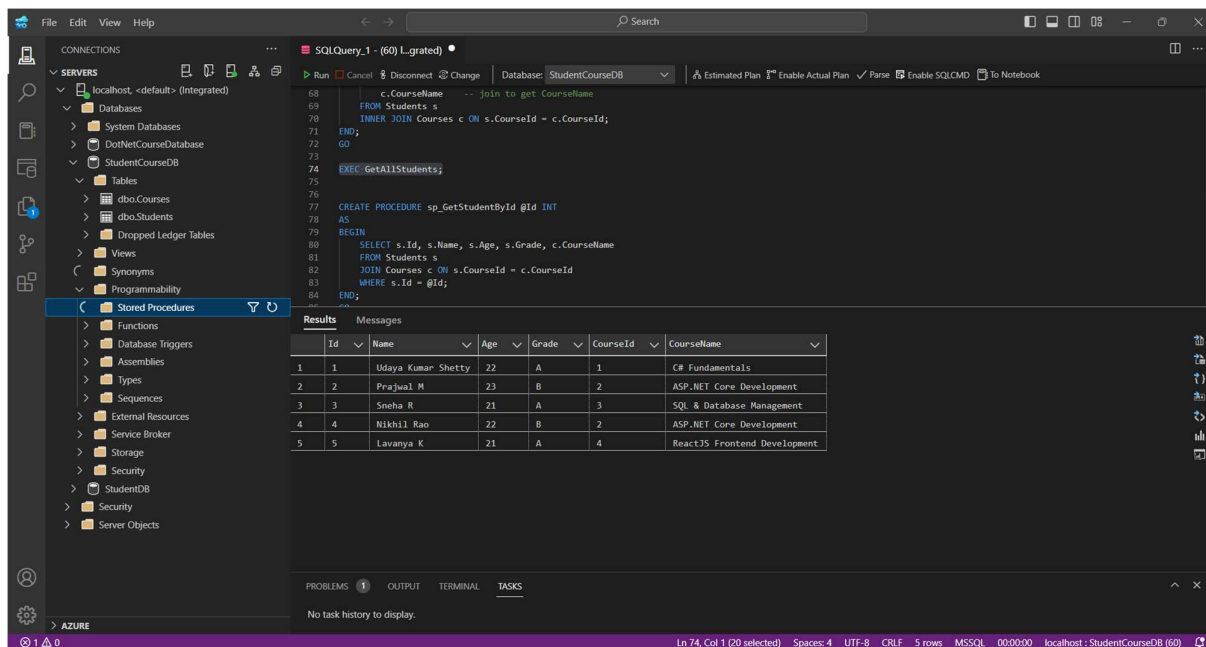 File Edit View Help
Search
CONNECTIONS
SERVERS
localhost, <default> (Integrated)
Databases
System Databases
DotNetCourseDatabase
StudentCourseDB
Tables
dbo.Courses
dbo.Students
Dropped Ledger Tables
Views
Synonyms
Programmability
Stored Procedures
Functions
Database Triggers
Assemblies
Types
Sequences
External Resources
Service Broker
Storage
Security
StudentDB
Security
Server Objects
AZURE
1
SQLQuery_1 - (60) l...grated)
Run Cancel Disconnect Change Database: StudentCourseDB Estimated Plan Enable Actual Plan Parse Enable SQLCMD To Notebook
68 c.CourseName -- join to get CourseName
69 FROM Students s
70 INNER JOIN Courses c ON s.CourseId = c.CourseId;
71 END;
72 GO
73
74 EXEC GetAllStudents;
75
76
77 CREATE PROCEDURE sp_GetStudentById @Id INT
78 AS
79 BEGIN
80 SELECT s.Id, s.Name, s.Age, s.Grade, c.CourseName
81 FROM Students s
82 JOIN Courses c ON s.CourseId = c.CourseId
83 WHERE s.Id = @Id;
84 END;
Results Messages
Id Name Age Grade CourseId CourseName
1 1 Udaya Kumar Shetty 22 A 1 C# Fundamentals
2 2 Prajwal M 23 B 2 ASP.NET Core Development
3 3 Sneha R 21 A 3 SQL & Database Management
4 4 Nikhil Rao 22 B 2 ASP.NET Core Development
5 5 Lavanya K 21 A 4 ReactJS Frontend Development
PROBLEMS 1 OUTPUT TERMINAL TASKS
No task history to display.
1 0 Ln 74, Col 1 (20 selected) Spaces: 4 UTF-8 CRLF 5 rows MSSQL 00:00:00 localhost : StudentCourseDB (60)